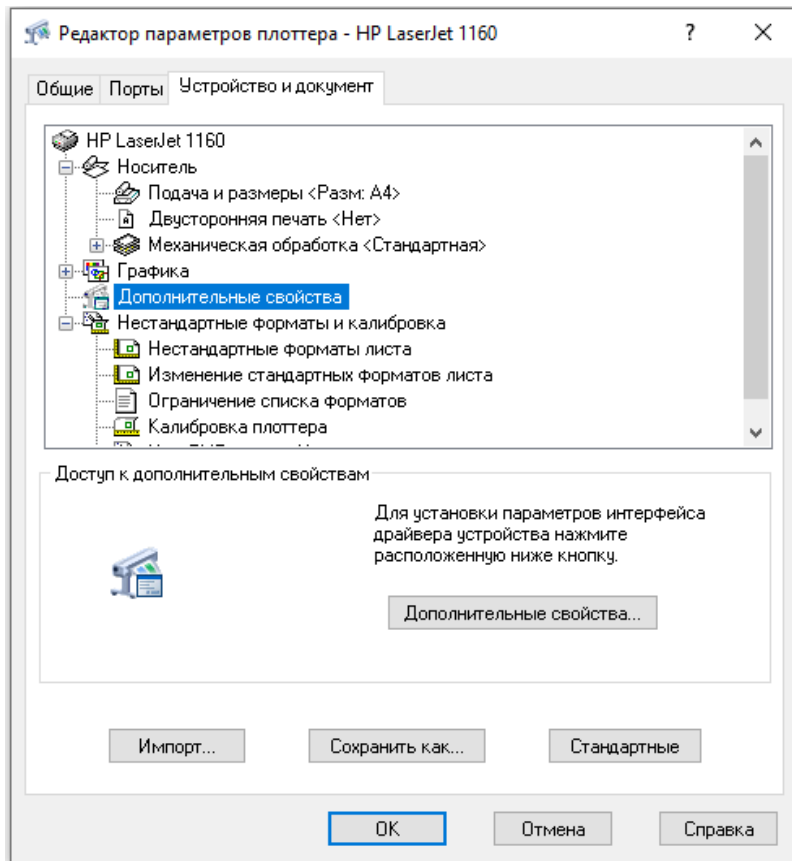 Редактор параметров плоттера - HP LaserJet 1160
Общие Порты Устройство и документ
HP LaserJet 1160
Носитель
Подача и размеры <Разм: A4>
Двусторонняя печать <Нет>
Механическая обработка <Стандартная>
Графика
Дополнительные свойства
Нестандартные форматы и калибровка
Нестандартные форматы листа
Изменение стандартных форматов листа
Ограничение списка форматов
Калибровка плоттера
Доступ к дополнительным свойствам
Для установки параметров интерфейса
драйвера устройства нажмите
расположенную ниже кнопку.
Дополнительные свойства...
Импорт... Сохранить как... Стандартные
OK Отмена Справка